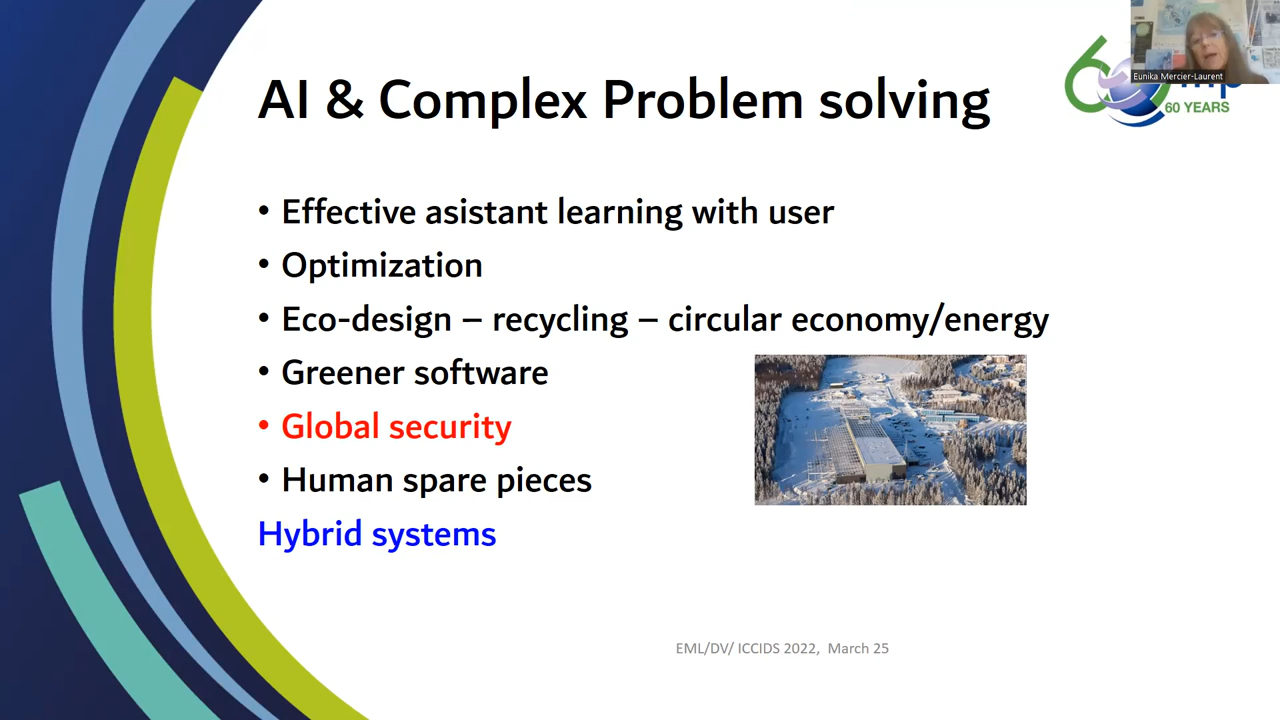 AI & Complex Problem solving
Eunika Mercier-Laurent
60 YEARS
• Effective asistant learning with user
• Optimization
• Eco-design – recycling – circular economy/energy
• Greener software
• Global security
• Human spare pieces
Hybrid systems
EML/DV/ ICCIDS 2022, March 25